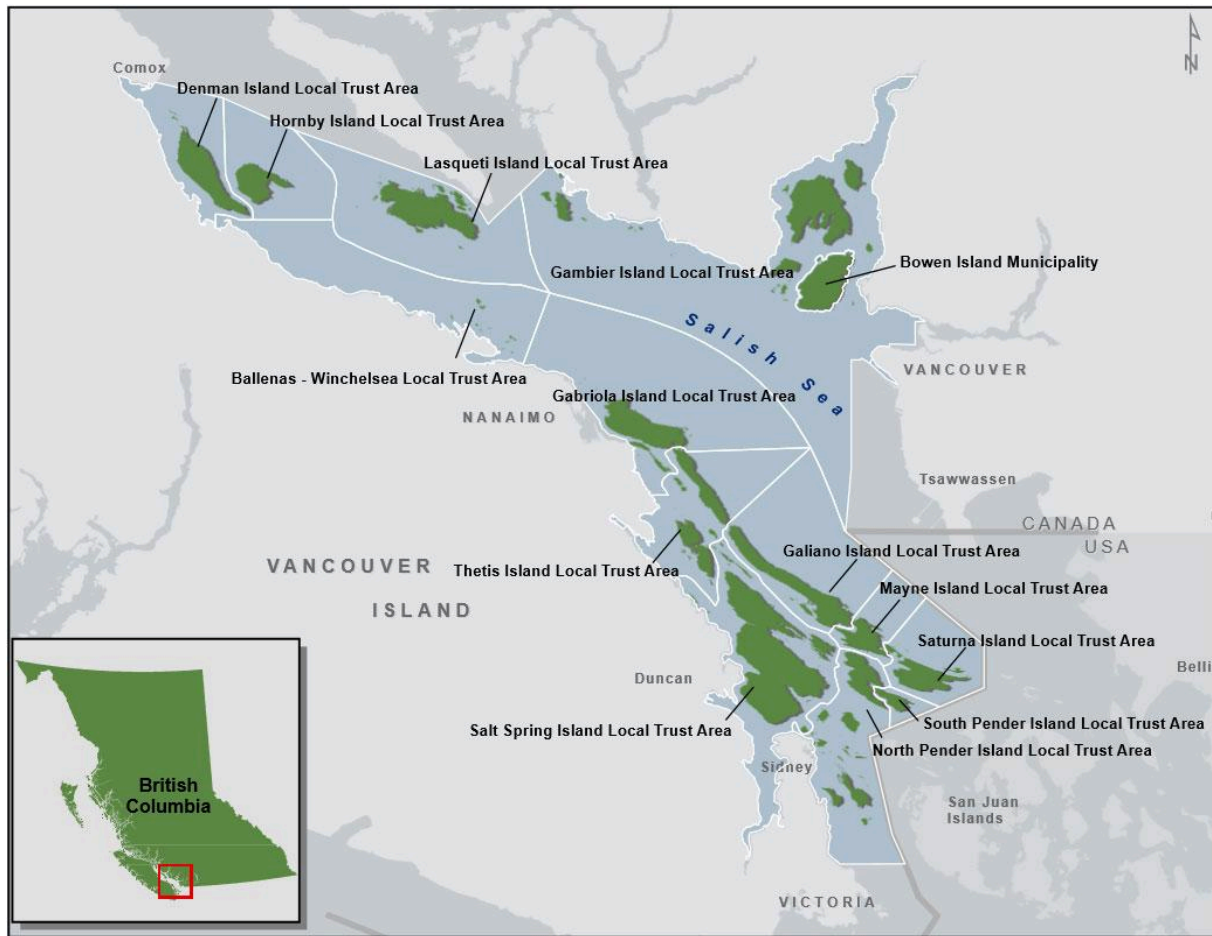 N
Comox
Denman Island Local Trust Area
Hornby Island Local Trust Area
Lasqueti Island Local Trust Area
Gambier Island Local Trust Area
Bowen Island Municipality
Salish Sea
Ballenas - Winchelsea Local Trust Area
VANCOUVER
Gabriola Island Local Trust Area
NANAIMO
Tsawwassen
CANADA
USA
Galiano Island Local Trust Area
VANCOUVER
ISLAND
Thetis Island Local Trust Area
Mayne Island Local Trust Area
Saturna Island Local Trust Area
Belli
Duncan
Salt Spring Island Local Trust Area
South Pender Island Local Trust Area
North Pender Island Local Trust Area
Sidney
San Juan
Islands
VICTORIA
British
Columbia